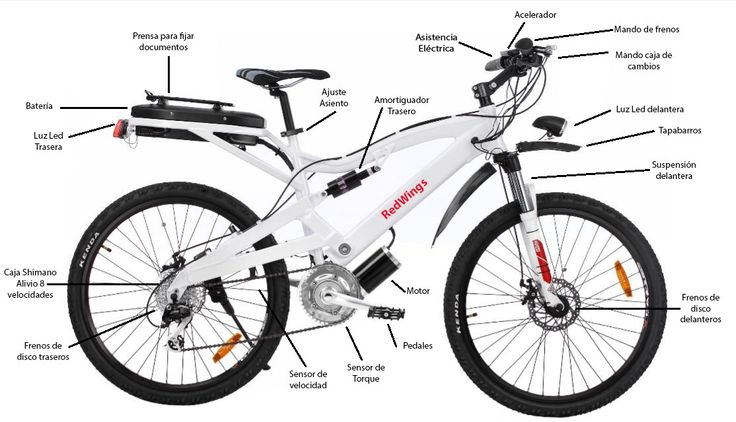 Acelerador
Mando de frenos
Prensa para fijar
documentos
Asistencia
Eléctrica
Mando caja de
cambios
Ajuste
Asiento
Amortiguador
Trasero
Batería
Luz Led delantera
Luz Led
Trasera
Tapabarros
Suspensión
delantera
RedWings
KENDA
Caja Shimano
Alivio 8
velocidades
Motor
KENDA
Frenos de
disco
delanteros
Frenos de
disco traseros
Pedales
Sensor de
velocidad
Sensor de
Torque